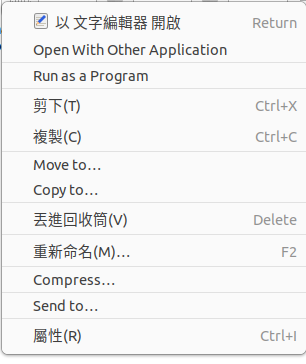 以 文字編輯器 開啟 Return
Open With Other Application
Run as a Program
剪下(T) Ctrl+X
複製(C) Ctrl+C
Move to…
Copy to…
丟進回收筒(V) Delete
重新命名(M)… F2
Compress…
Send to…
屬性(R) Ctrl+I